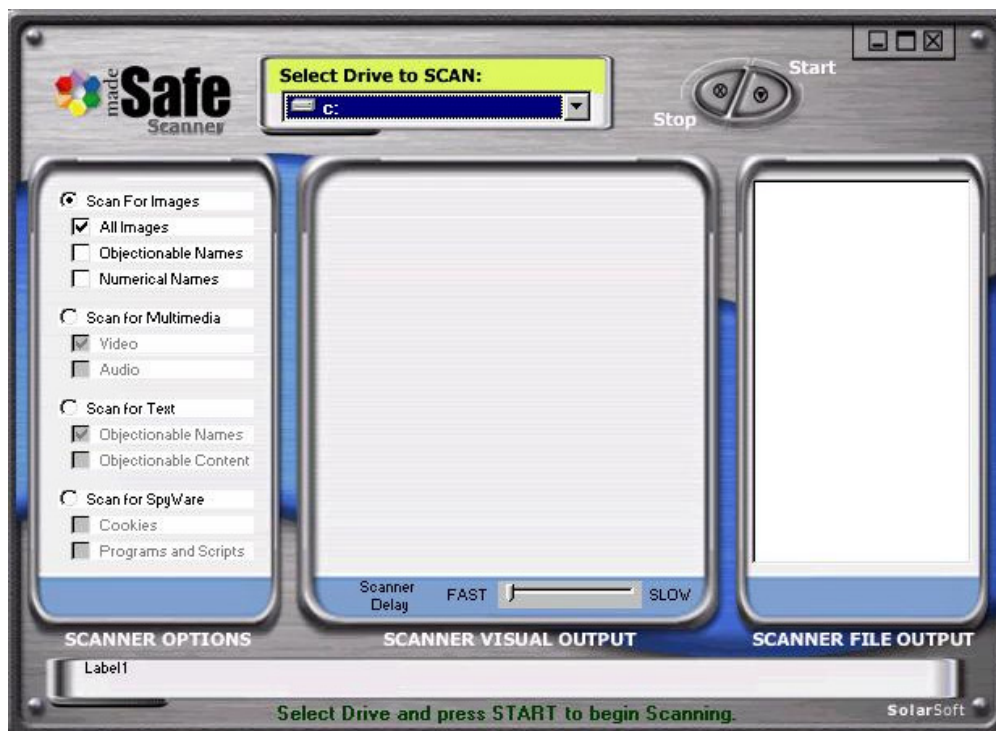 made
Safe
Scanner
Select Drive to SCAN:
c:
Start
Stop
Scan For Images
All Images
Objectionable Names
Numerical Names
Scan for Multimedia
Video
Audio
Scan for Text
Objectionable Names
Objectionable Content
Scan for SpyWare
Cookies
Programs and Scripts
Scanner
Delay
FAST
SLOW
SCANNER OPTIONS
SCANNER VISUAL OUTPUT
SCANNER FILE OUTPUT
Label1
Select Drive and press START to begin Scanning.
SolarSoft